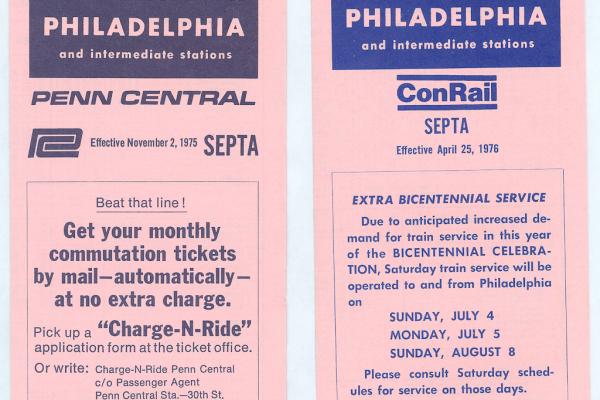 PHILADELPHIA
and intermediate stations
PENN CENTRAL
Effective November 2, 1975 SEPTA
Beat that line!
Get your monthly
commutation tickets
by mail—automatically—
at no extra charge.
Pick up a "Charge-N-Ride"
application form at the ticket office.
Or write: Charge-N-Ride Penn Central
c/o Passenger Agent
Penn Central Sta.—30th St.
PHILADELPHIA
and intermediate stations
ConRail
SEPTA
Effective April 25, 1976
EXTRA BICENTENNIAL SERVICE
Due to anticipated increased de-
mand for train service in this year
of the BICENTENNIAL CELEBRA-
TION, Saturday train service will be
operated to and from Philadelphia
on
SUNDAY, JULY 4
MONDAY, JULY 5
SUNDAY, AUGUST 8
Please consult Saturday sched-
ules for service on those days.